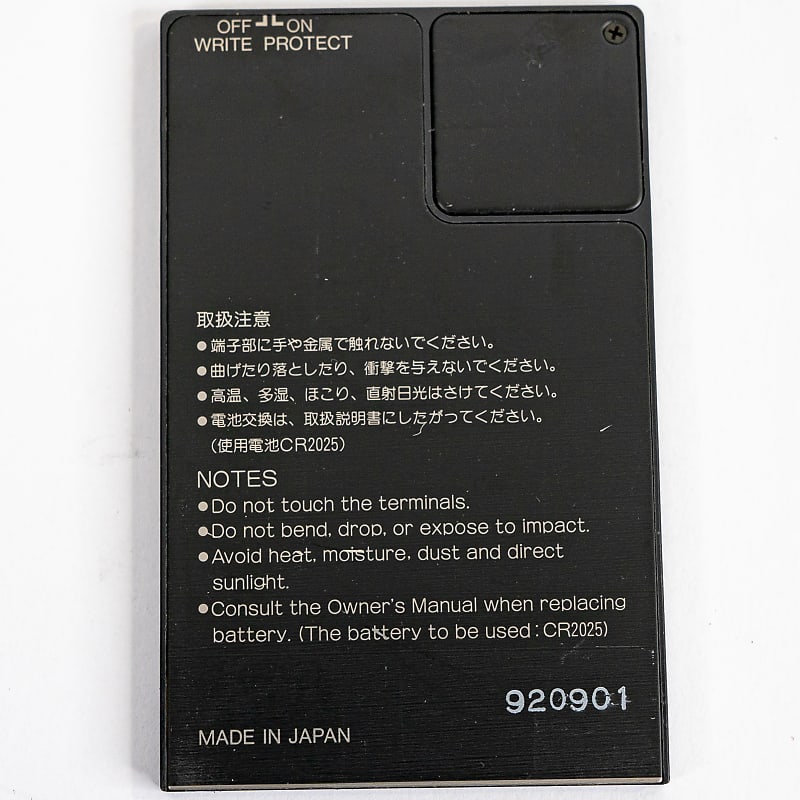 OFF ON
WRITE PROTECT
取扱注意
●端子部に手や金属で触れないでください。
●曲げたり落としたり、衝撃を与えないでください。
●高温、多湿、ほこり、直射日光はさけてください。
●電池交換は、取扱説明書にしたがってください。
(使用電池CR2025)
NOTES
●Do not touch the terminals.
●Do not bend, drop, or expose to impact.
●Avoid heat, moisture, dust and direct
sunlight.
●Consult the Owner's Manual when replacing
battery. (The battery to be used : CR2025)
920901
MADE IN JAPAN